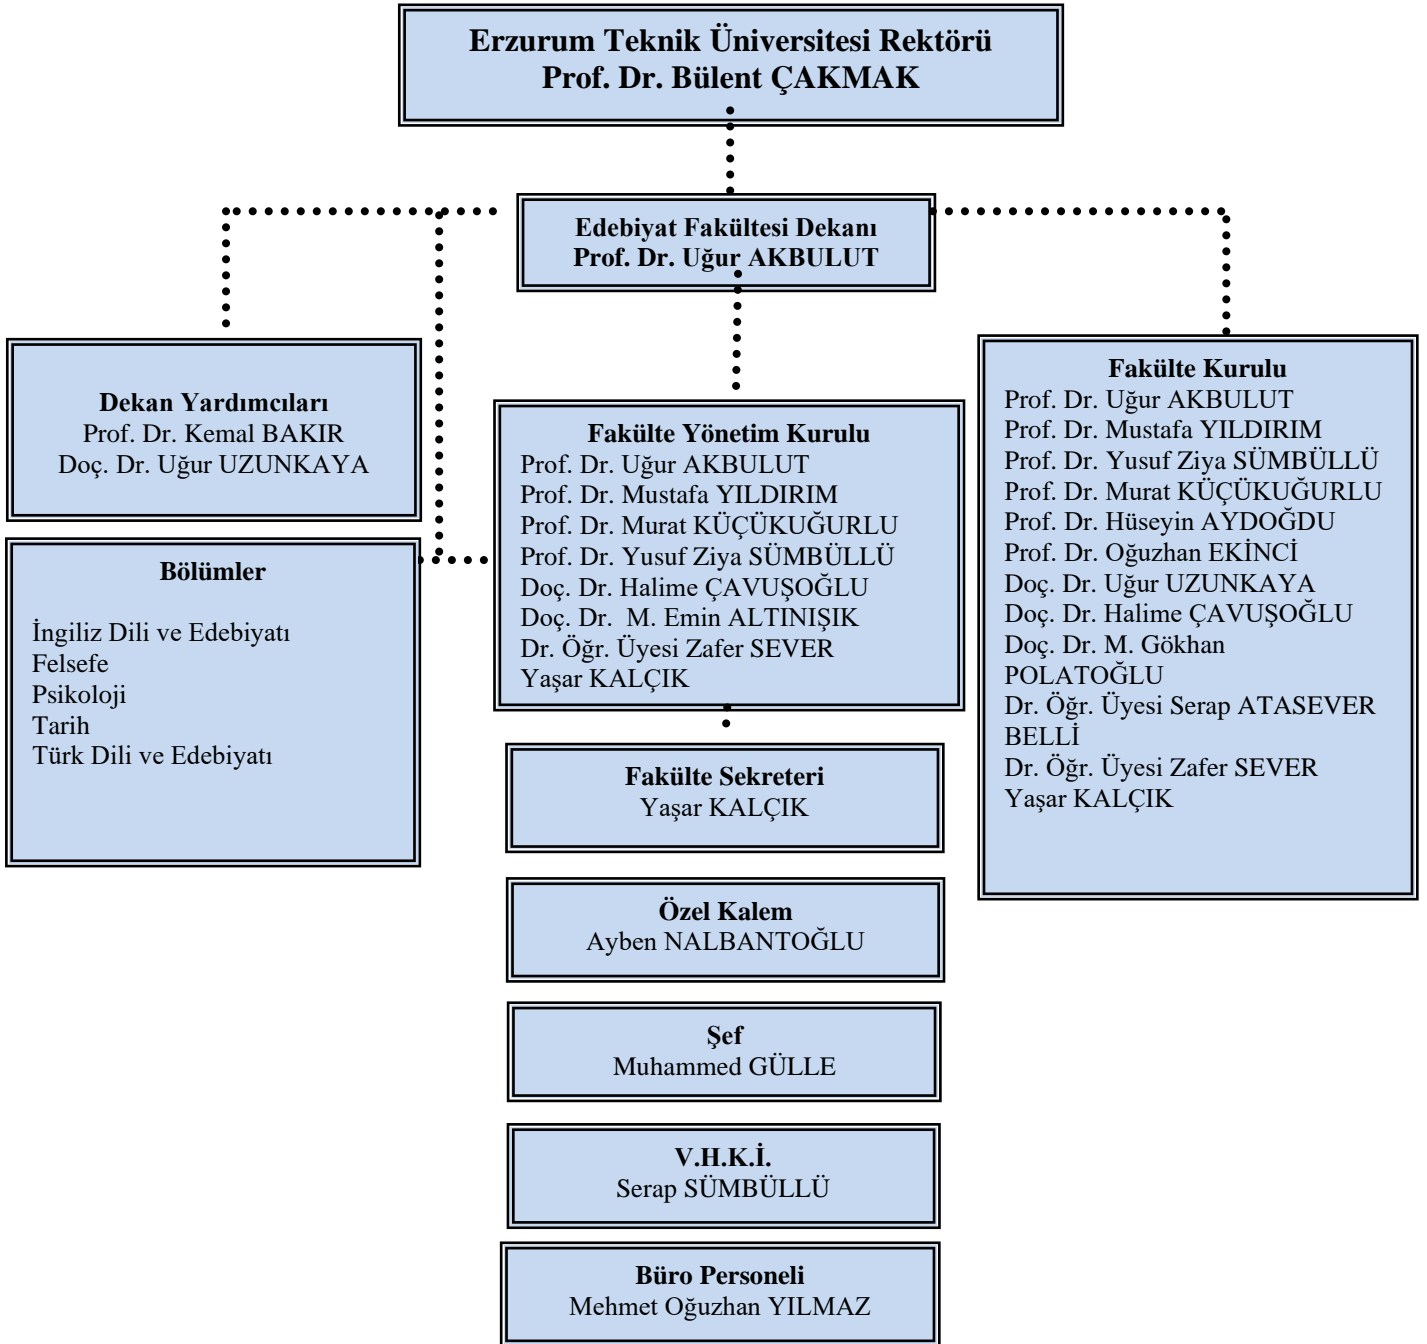 Erzurum Teknik Üniversitesi Rektörü
Prof. Dr. Bülent ÇAKMAK
Edebiyat Fakültesi Dekanı
Prof. Dr. Uğur AKBULUT
Dekan Yardımcıları
Prof. Dr. Kemal BAKIR
Doç. Dr. Uğur UZUNKAYA
Bölümler
İngiliz Dili ve Edebiyatı
Felsefe
Psikoloji
Tarih
Türk Dili ve Edebiyatı
Fakülte Yönetim Kurulu
Prof. Dr. Uğur AKBULUT
Prof. Dr. Mustafa YILDIRIM
Prof. Dr. Murat KÜÇÜKUĞURLU
Prof. Dr. Yusuf Ziya SÜMBÜLLÜ
Doç. Dr. Halime ÇAVUŞOĞLU
Doç. Dr.  M. Emin ALTINIŞIK
Dr. Öğr. Üyesi Zafer SEVER
Yaşar KALÇIK
Fakülte Kurulu
Prof. Dr. Uğur AKBULUT
Prof. Dr. Mustafa YILDIRIM
Prof. Dr. Yusuf Ziya SÜMBÜLLÜ
Prof. Dr. Murat KÜÇÜKUĞURLU
Prof. Dr. Hüseyin AYDOĞDU
Prof. Dr. Oğuzhan EKİNCİ
Doç. Dr. Uğur UZUNKAYA
Doç. Dr. Halime ÇAVUŞOĞLU
Doç. Dr. M. Gökhan
POLATOĞLU
Dr. Öğr. Üyesi Serap ATASEVER
BELLİ
Dr. Öğr. Üyesi Zafer SEVER
Yaşar KALÇIK
Fakülte Sekreteri
Yaşar KALÇIK
Özel Kalem
Ayben NALBANTOĞLU
Şef
Muhammed GÜLLE
V.H.K.İ.
Serap SÜMBÜLLÜ
Büro Personeli
Mehmet Oğuzhan YILMAZ